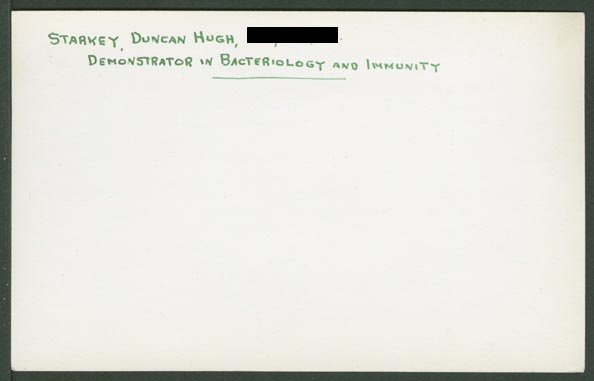 Starkey, Duncan Hugh,
Demonstrator in Bacteriology and Immunity